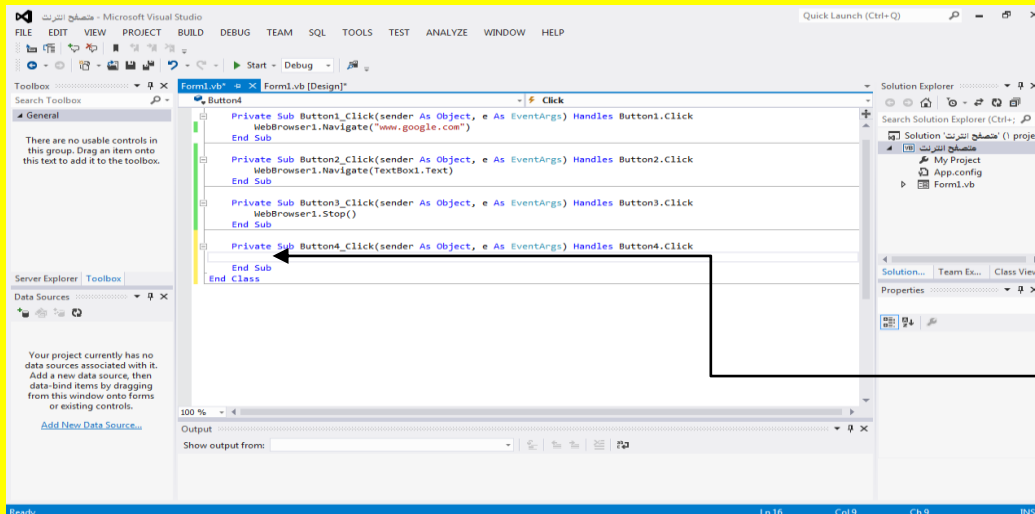 متصفح انترنت - Microsoft Visual Studio
Quick Launch (Ctrl+Q)
FILE EDIT VIEW PROJECT BUILD DEBUG TEAM SQL TOOLS TEST ANALYZE WINDOW HELP
Start Debug
Toolbox
Search Toolbox
General
There are no usable controls in
this group. Drag an item onto
this text to add it to the toolbox.
Server Explorer Toolbox
Data Sources
Your project currently has no
data sources associated with it.
Add a new data source, then
data-bind items by dragging
from this window onto forms
or existing controls.
Add New Data Source...
Form1.vb* Form1.vb [Design]*
Button4 Click
Private Sub Button1_Click(sender As Object, e As EventArgs) Handles Button1.Click
WebBrowser1.Navigate("www.google.com")
End Sub
Private Sub Button2_Click(sender As Object, e As EventArgs) Handles Button2.Click
WebBrowser1.Navigate(TextBox1.Text)
End Sub
Private Sub Button3_Click(sender As Object, e As EventArgs) Handles Button3.Click
WebBrowser1.Stop()
End Sub
Private Sub Button4_Click(sender As Object, e As EventArgs) Handles Button4.Click
End Sub
End Class
100 %
Output
Show output from:
Solution Explorer
Search Solution Explorer (Ctrl+;
Solution 'متصفح انترنت' (١ proje
متصفح انترنت
My Project
App.config
Form1.vb
Solution... Team Ex... Class View
Properties
Ready Ln 16 Col 9 Ch 9 INS